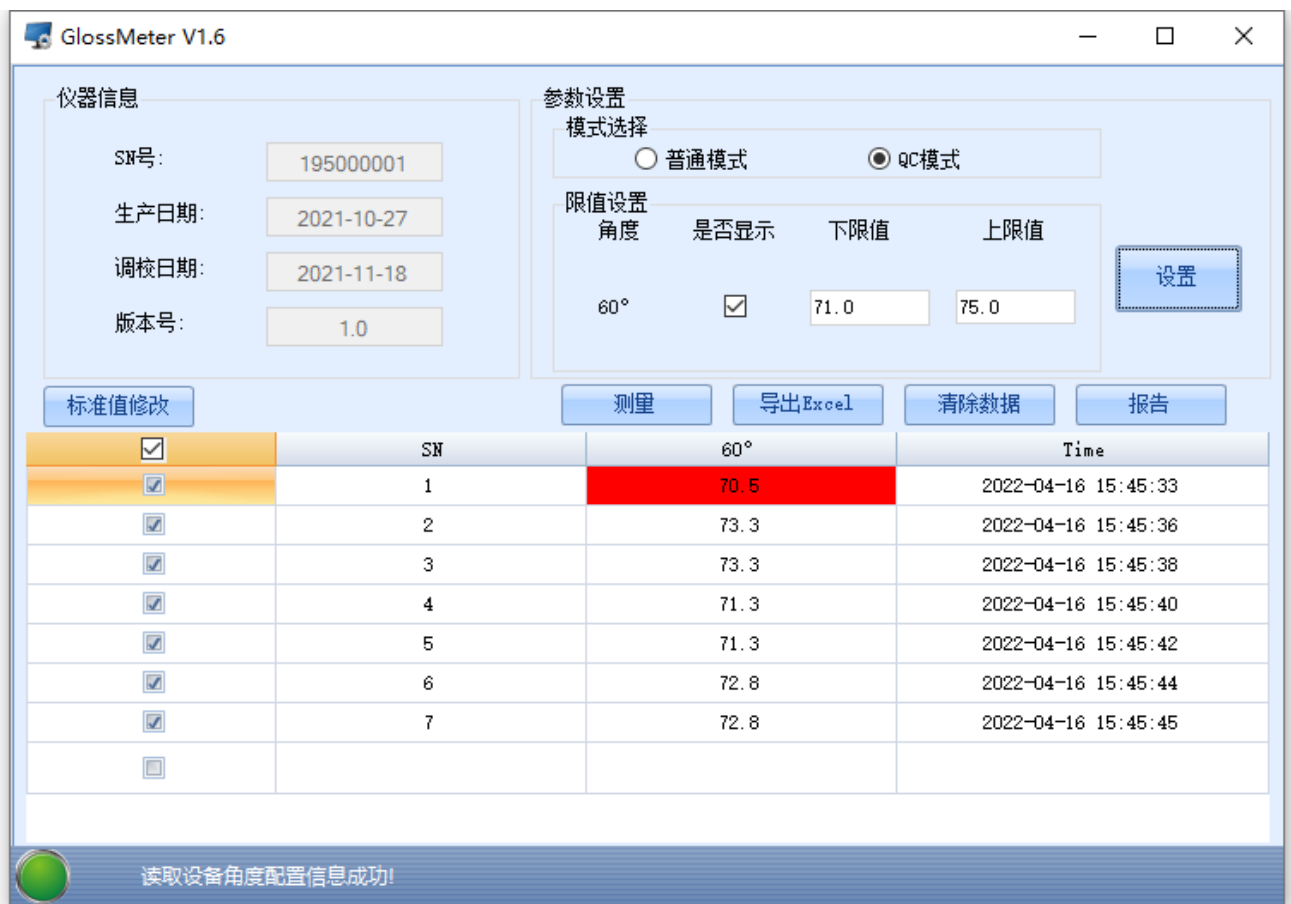 GlossMeter V1.6
仪器信息
SN号: 195000001
生产日期: 2021-10-27
调校日期: 2021-11-18
版本号: 1.0
参数设置
模式选择
普通模式 QC模式
限值设置
角度 是否显示 下限值 上限值
60° 71.0 75.0
设置
标准值修改 测量 导出Excel 清除数据 报告
SN 60° Time
1 70.5 2022-04-16 15:45:33
2 73.3 2022-04-16 15:45:36
3 73.3 2022-04-16 15:45:38
4 71.3 2022-04-16 15:45:40
5 71.3 2022-04-16 15:45:42
6 72.8 2022-04-16 15:45:44
7 72.8 2022-04-16 15:45:45
读取设备角度配置信息成功!